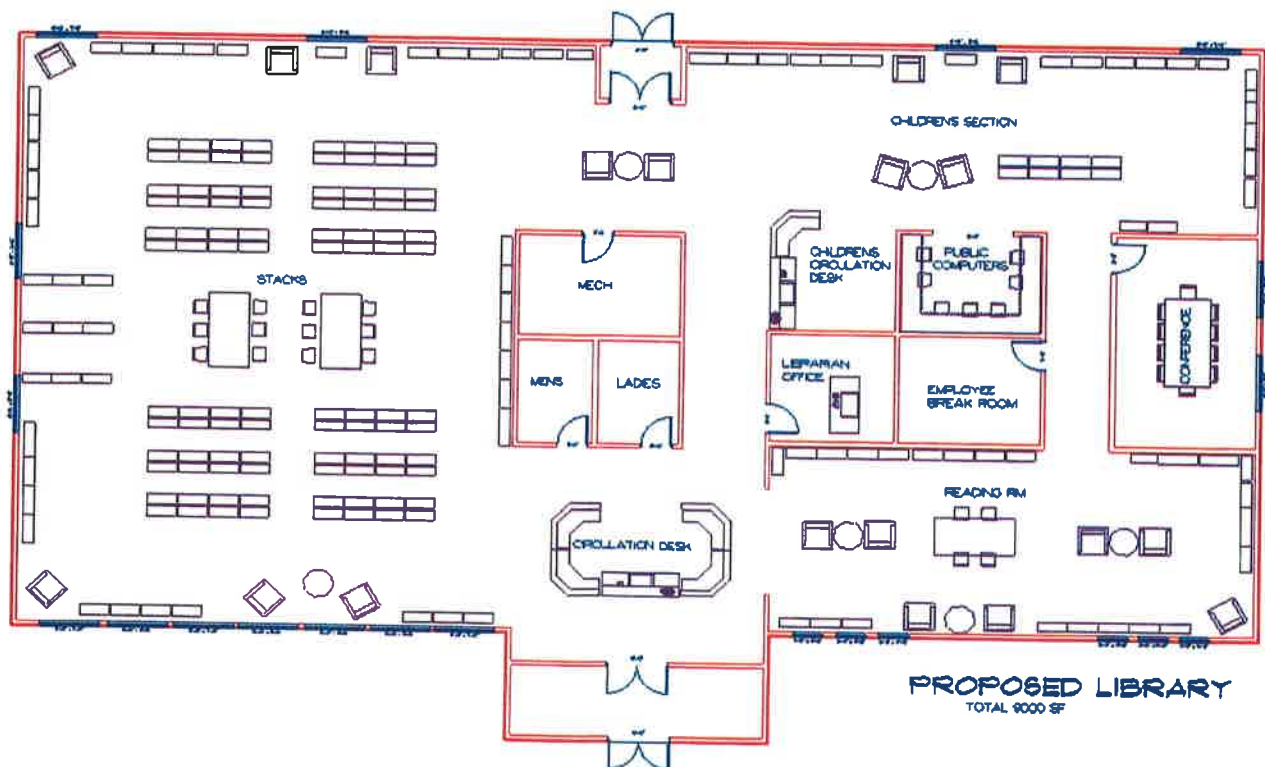 CHILDRENS SECTION
CHILDRENS
CIRCULATION
DESK
PUBLIC
COMPUTERS
MECH
STACKS
CONFERENCE
LIBRARIAN
OFFICE
MENS
LADES
EMPLOYEE
BREAK ROOM
READING RM
CIRCULATION DESK
PROPOSED LIBRARY
TOTAL 9000 SF